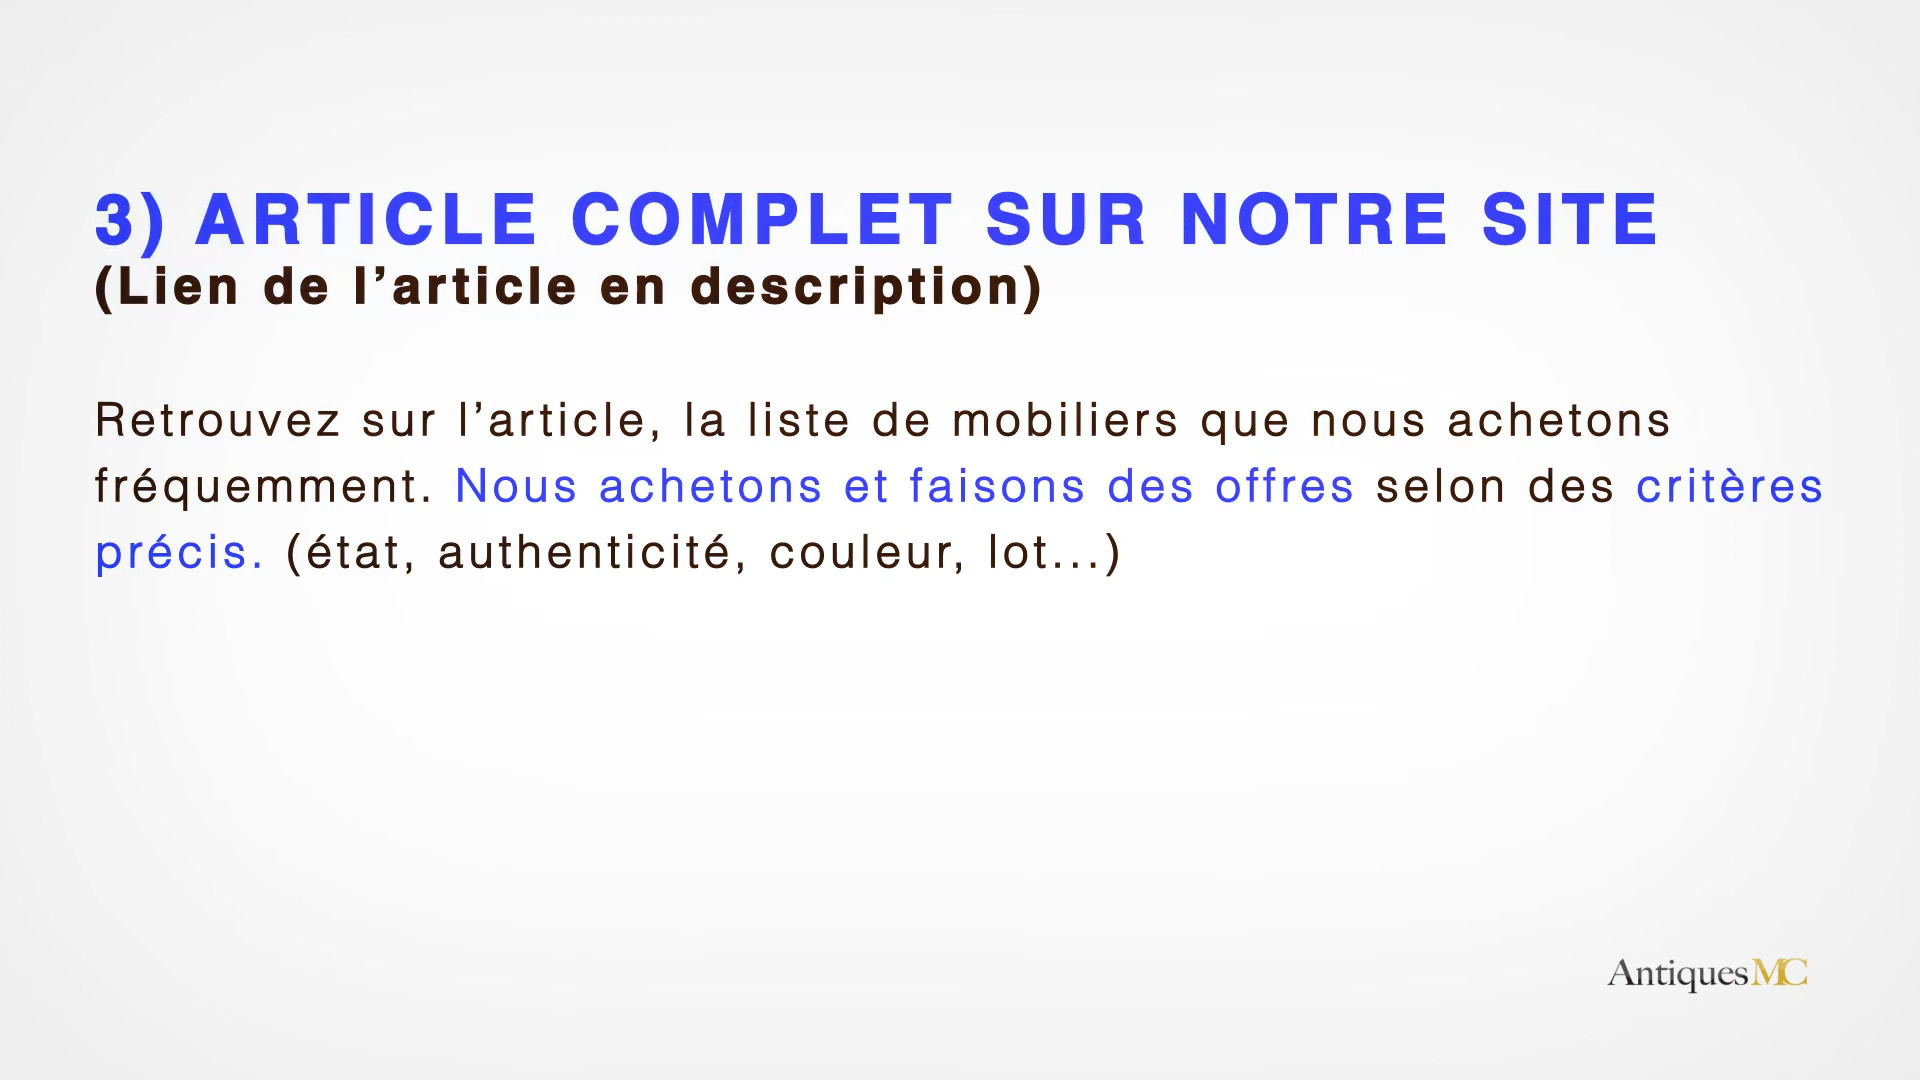 3) ARTICLE COMPLET SUR NOTRE SITE
(Lien de l’article en description)
Retrouvez sur l’article, la liste de mobiliers que nous achetons
fréquemment. Nous achetons et faisons des offres selon des critères
précis. (état, authenticité, couleur, lot...)
AntiquesMC